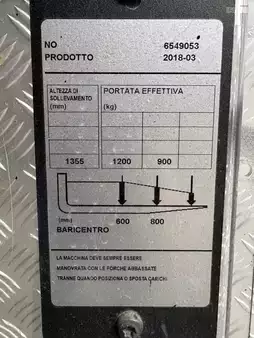 NO 6549053
PRODOTTO 2018-03
ALTEZZA DI SOLLEVAMENTO (mm) PORTATA EFFETTIVA (kg)
1355 1200 900
(mm) 600 800
BARICENTRO
LA MACCHINA DEVE SEMPRE ESSERE
MANOVRATA CON LE FORCHE ABBASSATE
TRANNE QUANDO POSIZIONA O SPOSTA CARICHI